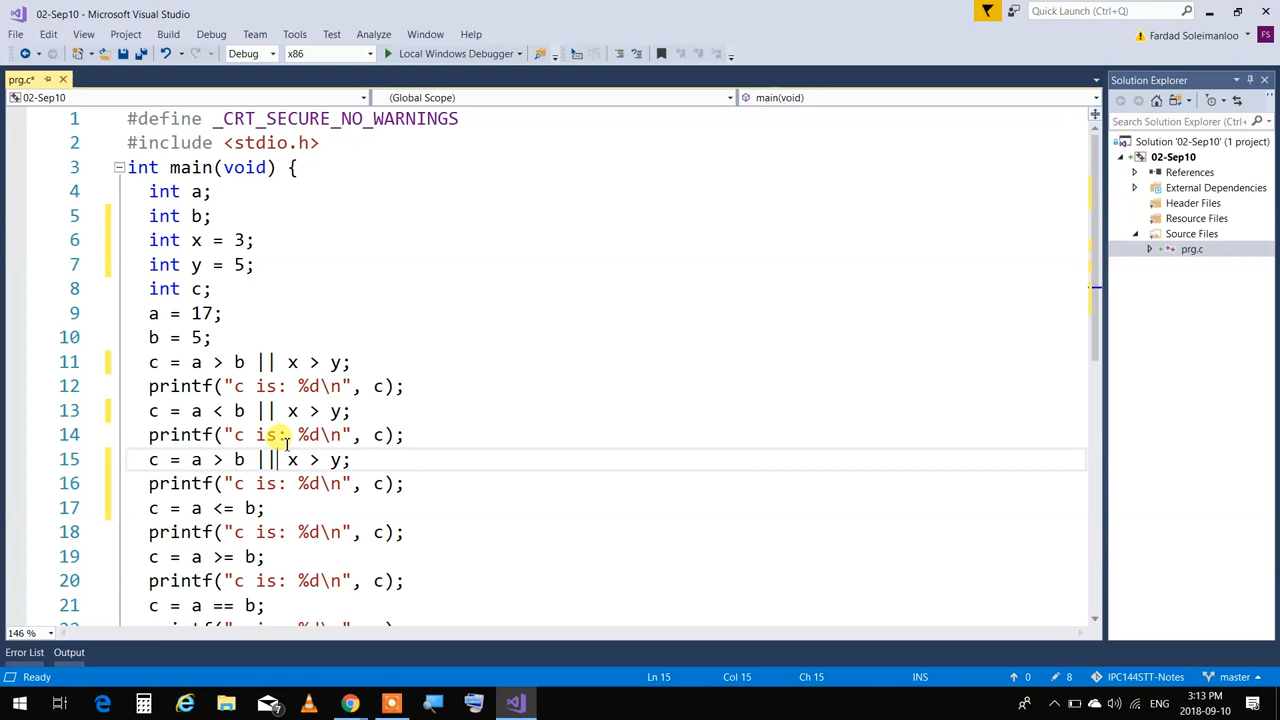 02-Sep10 - Microsoft Visual Studio
Quick Launch (Ctrl+Q)
File Edit View Project Build Debug Team Tools Test Analyze Window Help
Fardad Soleimanloo FS
Debug x86 Local Windows Debugger
prg.c*
02-Sep10 (Global Scope) main(void)
1 #define _CRT_SECURE_NO_WARNINGS
2 #include <stdio.h>
3 int main(void) {
4 int a;
5 int b;
6 int x = 3;
7 int y = 5;
8 int c;
9 a = 17;
10 b = 5;
11 c = a > b || x > y;
12 printf("c is: %d\n", c);
13 c = a < b || x > y;
14 printf("c is: %d\n", c);
15 c = a > b || x > y;
16 printf("c is: %d\n", c);
17 c = a <= b;
18 printf("c is: %d\n", c);
19 c = a >= b;
20 printf("c is: %d\n", c);
21 c = a == b;
146 %
Solution Explorer
Search Solution Explorer (Ctrl+
Solution '02-Sep10' (1 project)
02-Sep10
References
External Dependencies
Header Files
Resource Files
Source Files
prg.c
Error List Output
Ready Ln 15 Col 15 Ch 15 INS 0 8 IPC144STT-Notes master
7
ENG
3:13 PM
2018-09-10